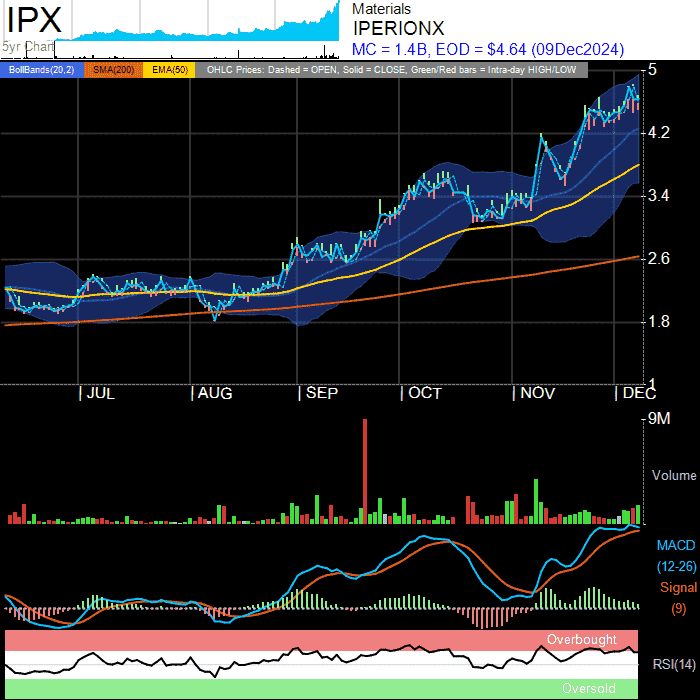 IPX
5yr Chart
Materials
IPERIONX
MC = 1.4B, EOD = $4.64 (09Dec2024)
BollBands(20,2) SMA(200) EMA(50) OHLC Prices: Dashed = OPEN, Solid = CLOSE, Green/Red bars = Intra-day HIGH/LOW
5
4.2
3.4
2.6
1.8
1
| JUL | AUG | SEP | OCT | NOV | DEC
9M
Volume
MACD
(12-26)
Signal
(9)
Overbought
RSI(14)
Oversold